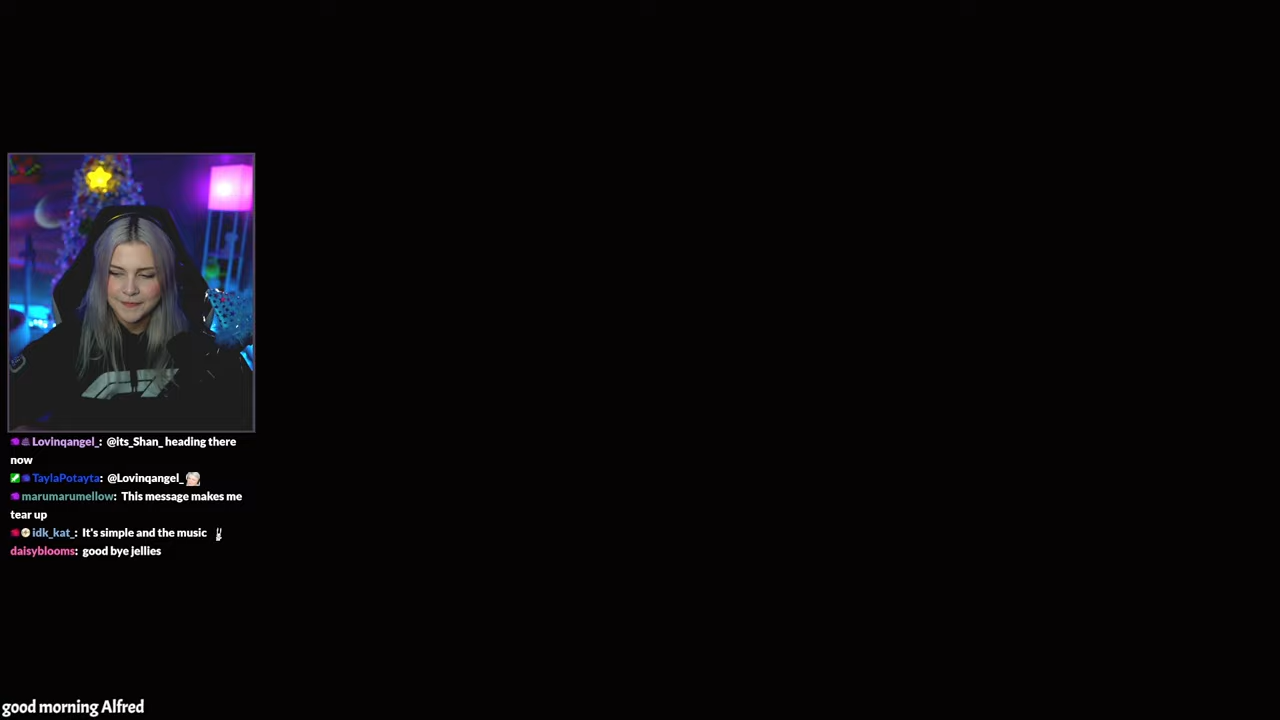 Lovinqangel_: @its_Shan_ heading there
now
TaylaPotayta: @Lovinqangel_
marumarumellow: This message makes me
tear up
idk_kat_: It's simple and the music
daisyblooms: good bye jellies
good morning Alfred